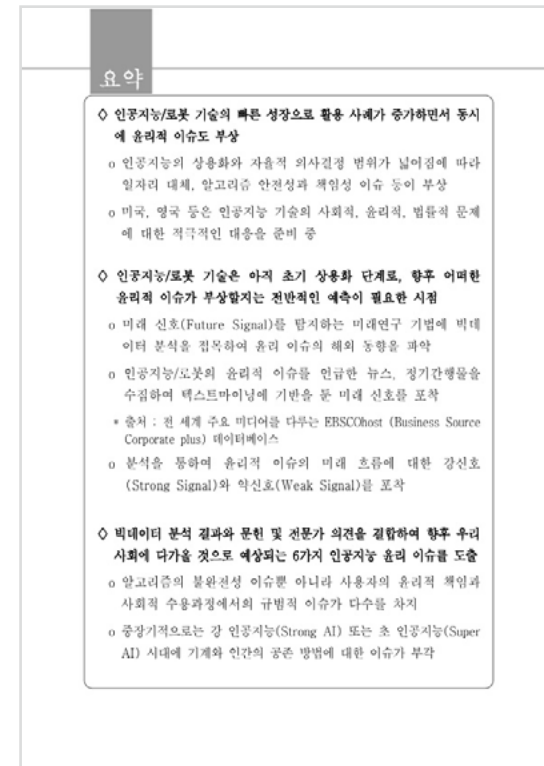 요약
◇ 인공지능/로봇 기술의 빠른 성장으로 활용 사례가 증가하면서 동시
에 윤리적 이슈도 부상
o 인공지능의 상용화와 자율적 의사결정 범위가 넓어짐에 따라
일자리 대체, 알고리즘 안전성과 책임성 이슈 등이 부상
o 미국, 영국 등은 인공지능 기술의 사회적, 윤리적, 법률적 문제
에 대한 적극적인 대응을 준비 중
◇ 인공지능/로봇 기술은 아직 초기 상용화 단계로, 향후 어떠한
윤리적 이슈가 부상할지는 전반적인 예측이 필요한 시점
o 미래 신호(Future Signal)를 탐지하는 미래연구 기법에 빅데
이터 분석을 접목하여 윤리 이슈의 해외 동향을 파악
o 인공지능/로봇의 윤리적 이슈를 언급한 뉴스, 정기간행물을
수집하여 텍스트마이닝에 기반을 둔 미래 신호를 포착
* 출처 : 전 세계 주요 미디어를 다루는 EBSCOhost (Business Source
Corporate plus) 데이터베이스
o 분석을 통하여 윤리적 이슈의 미래 흐름에 대한 강신호
(Strong Signal)와 약신호(Weak Signal)를 포착
◇ 빅데이터 분석 결과와 문헌 및 전문가 의견을 결합하여 향후 우리
사회에 다가올 것으로 예상되는 6가지 인공지능 윤리 이슈를 도출
o 알고리즘의 불완전성 이슈뿐 아니라 사용자의 윤리적 책임과
사회적 수용과정에서의 규범적 이슈가 다수를 차지
o 중장기적으로는 강 인공지능(Strong AI) 또는 초 인공지능(Super
AI) 시대에 기계와 인간의 공존 방법에 대한 이슈가 부각